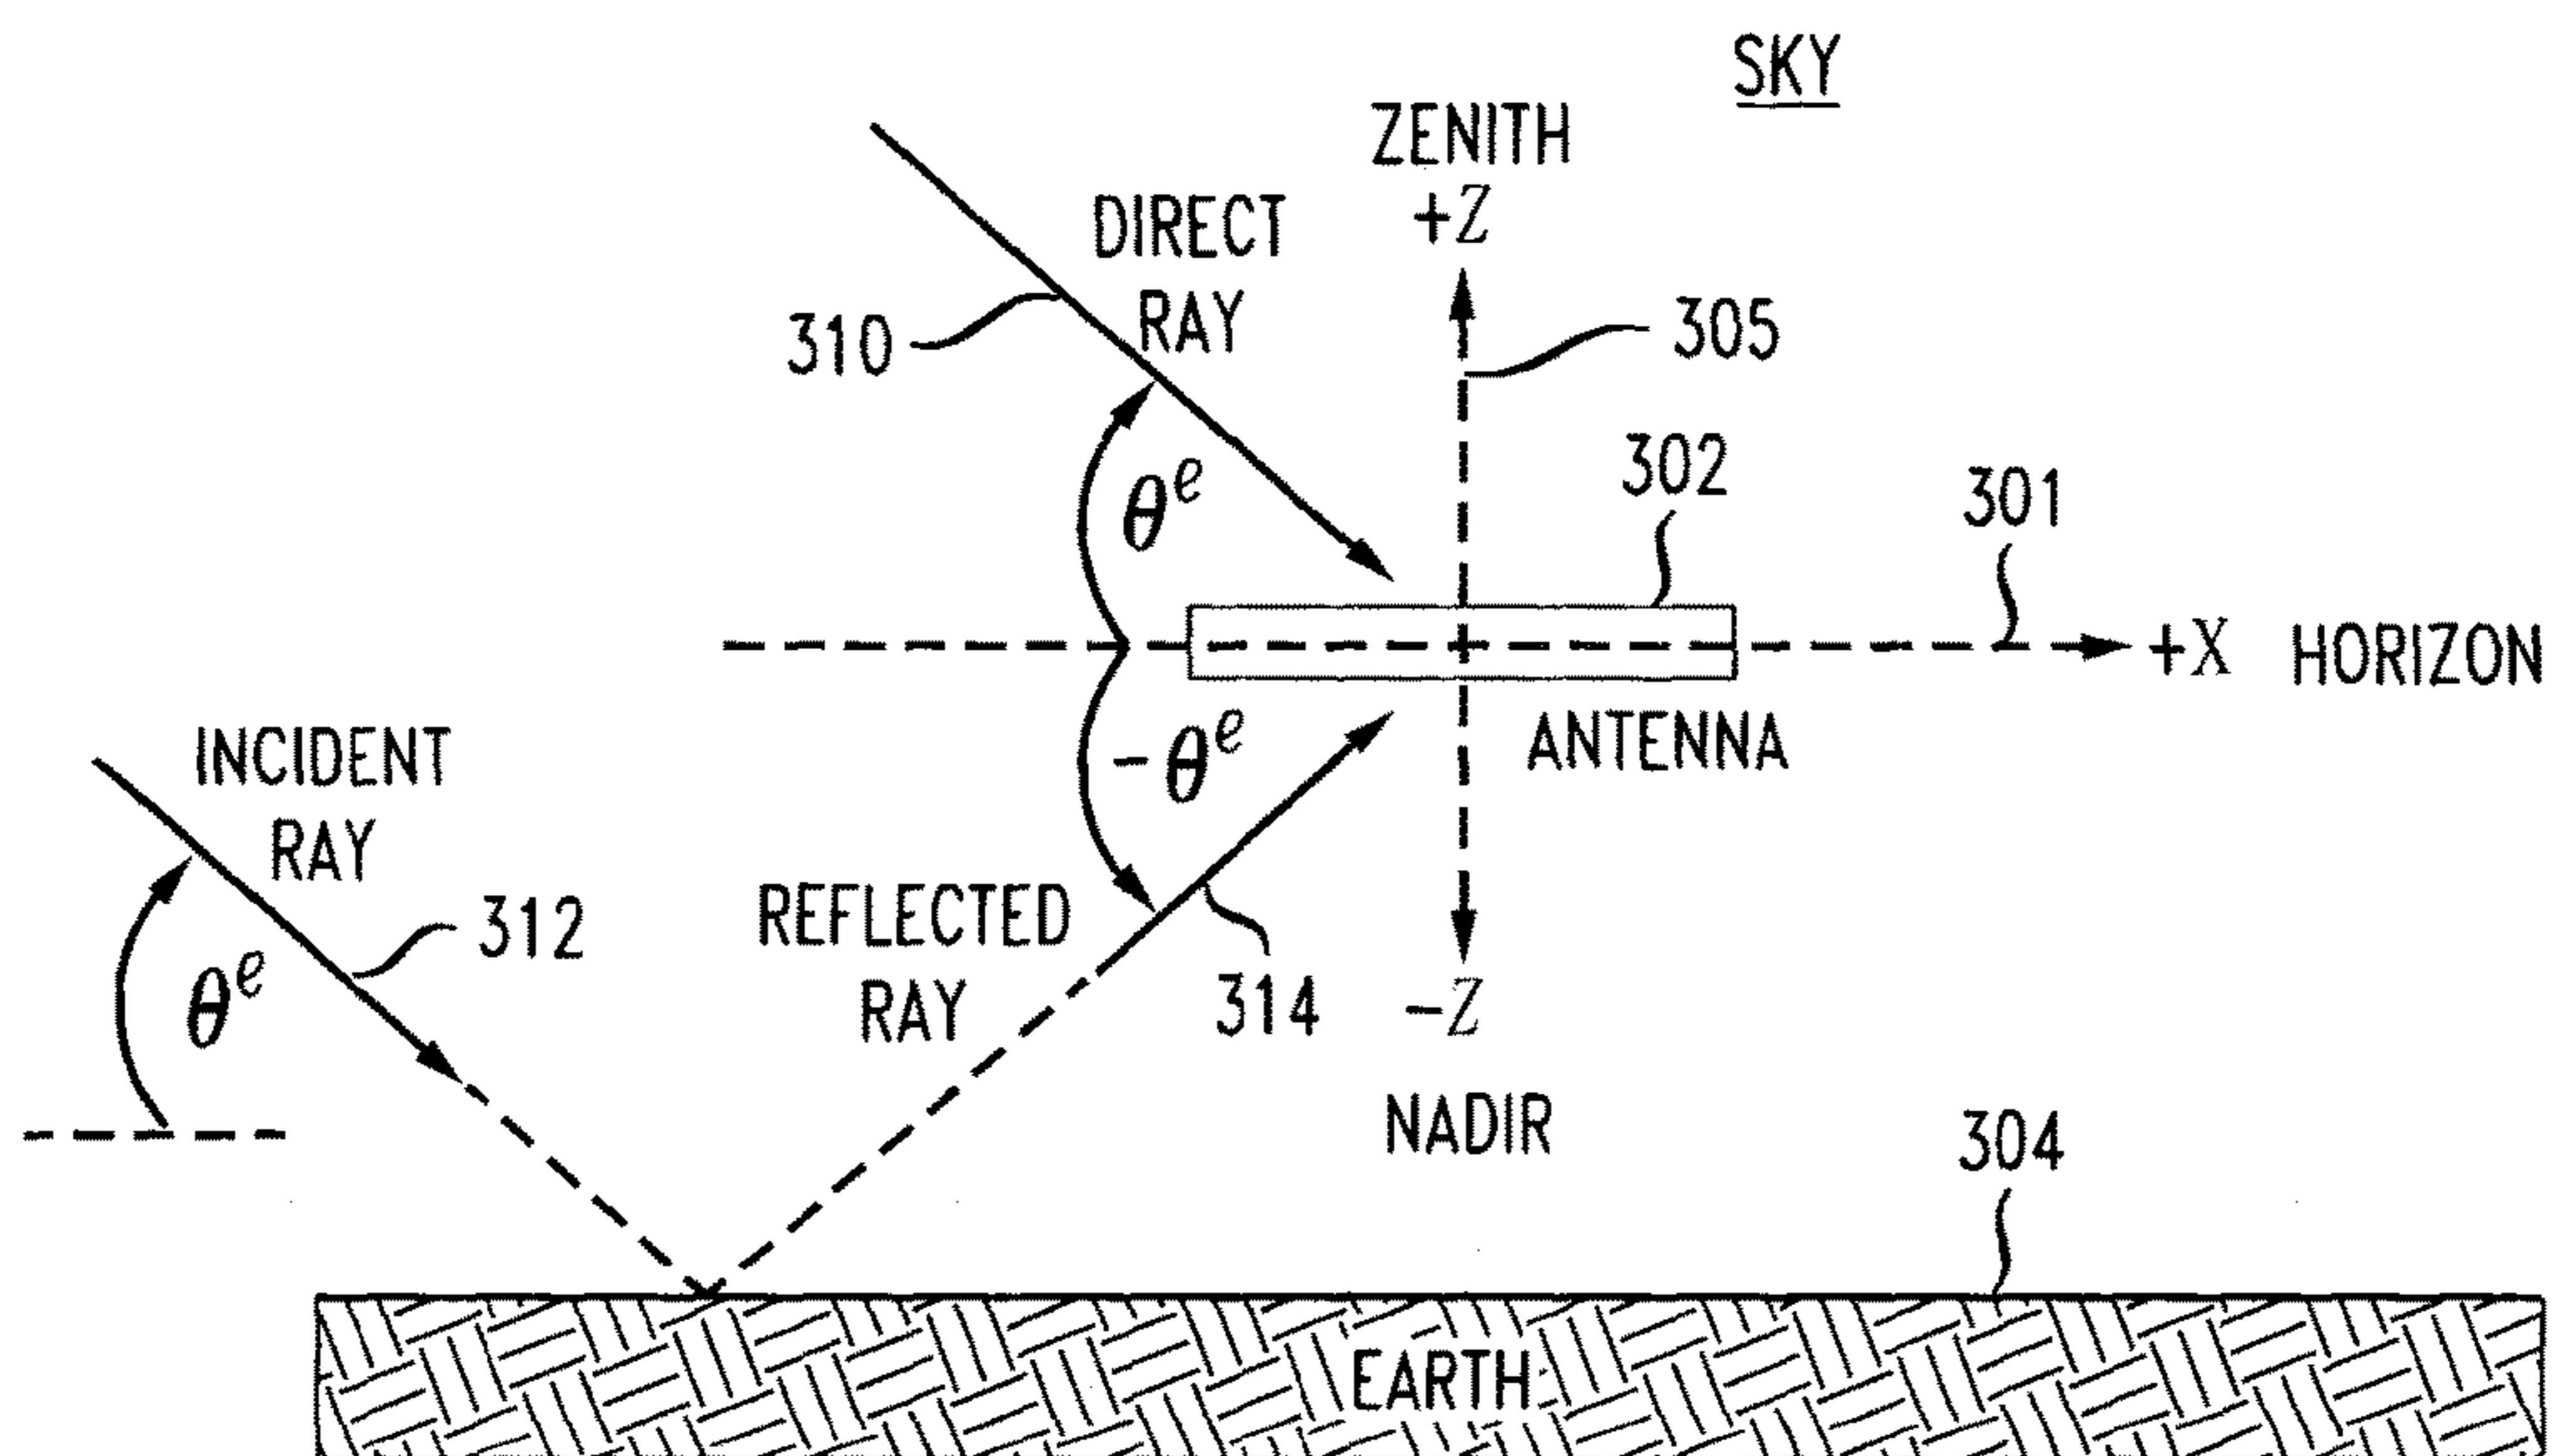 SKY
ZENITH
+Z
DIRECT
RAY
310
305
θe
302
301
+X HORIZON
-θe
ANTENNA
INCIDENT
RAY
312
θe
REFLECTED
RAY
314
-Z
NADIR
304
EARTH